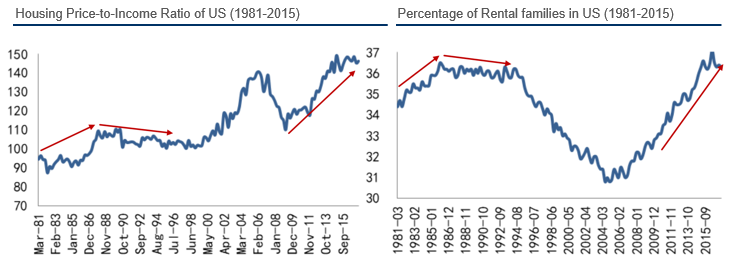 Housing Price-to-Income Ratio of US (1981-2015)
150
140
130
120
110
100
90
80
70
Mar-81
Feb-83
Jan-85
Dec-86
Nov-88
Oct-90
Sep-92
Aug-94
Jul-96
Jun-98
May-00
Apr-02
Mar-04
Feb-06
Jan-08
Dec-09
Nov-11
Oct-13
Sep-15
Percentage of Rental families in US (1981-2015)
37
36
35
34
33
32
31
30
1981-03
1983-02
1985-01
1986-12
1988-11
1990-10
1992-09
1994-08
1996-07
1998-06
2000-05
2002-04
2004-03
2006-02
2008-01
2009-12
2011-11
2013-10
2015-09